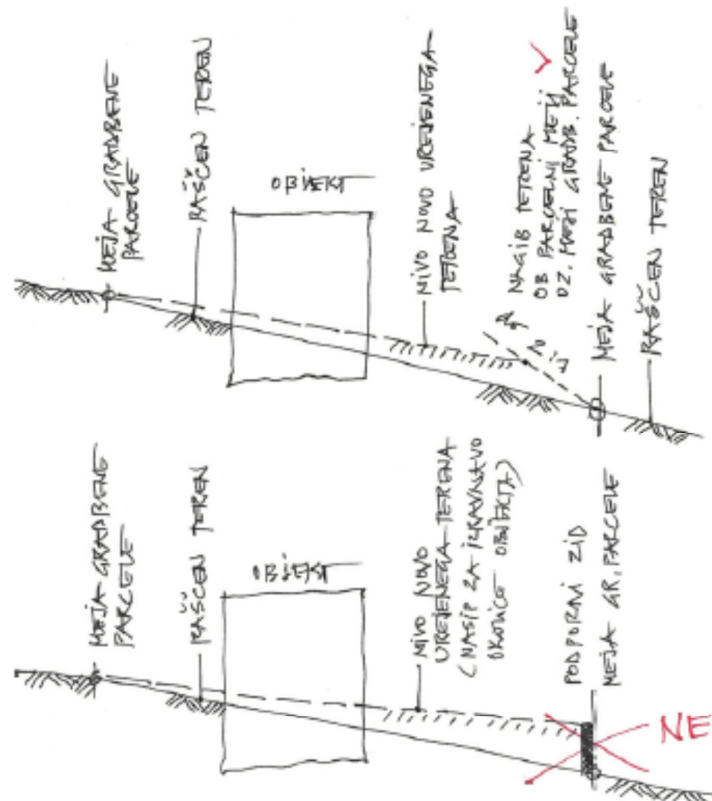 MEJA GRADBENE
PARCELE
RAŠČEN TEREN
OBJEKT
NIVO NOVO UREJENEGA
TERENA
NAGIB TERENA
OB PARCELNI MEJI
OZ. MEJI GRADB. PARCELE
MEJA GRADBENE PARCELE
RAŠČEN TEREN
MEJA GRADBENE
PARCELE
RAŠČEN TEREN
OBJEKT
NIVO NOVO
UREJENEGA TERENA
(NASIP ZA IZRAVNAVO
OKOLICE OBJEKTA)
PODPORNI ZID
MEJA GR. PARCELE
NE